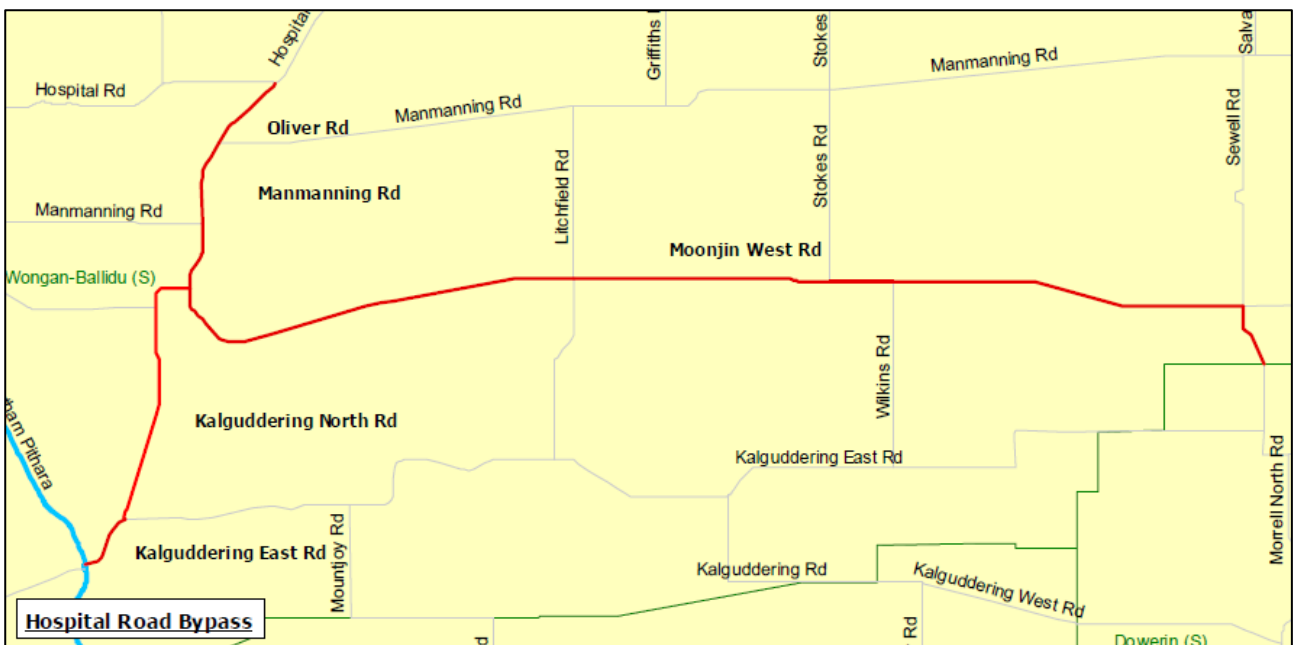 Hospital
Griffiths
Stokes
Salva
Manmanning Rd
Hospital Rd
Manmanning Rd
Oliver Rd
Sewell Rd
Stokes Rd
Litchfield Rd
Manmanning Rd
Manmanning Rd
Moonjin West Rd
Wongan-Ballidu (S)
Wilkins Rd
Kalguddering North Rd
Pithara
Kalguddering East Rd
Morrell North Rd
Mountjoy Rd
Kalguddering East Rd
Kalguddering Rd
Kalguddering West Rd
Hospital Road Bypass
Rd
Dowerin (S)